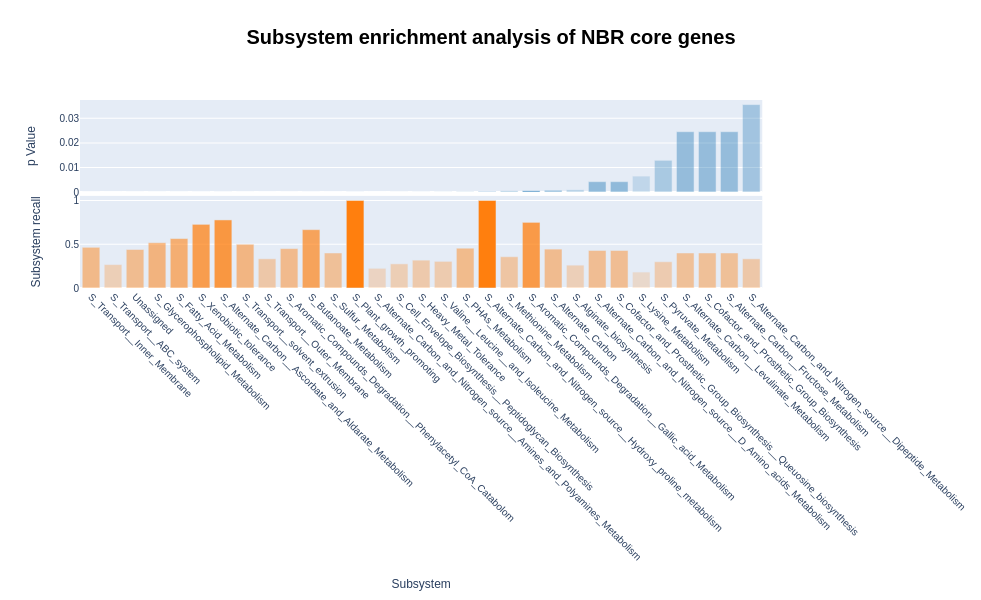 Subsystem enrichment analysis of NBR core genes
p Value
0.03
0.02
0.01
0
Subsystem recall
1
0.5
0
S_Transport__Inner_Membrane
S_Transport__ABC_system
Unassigned
S_Glycerophospholipid_Metabolism
S_Fatty_Acid_Metabolism
S_Xenobiotic_tolerance
S_Alternate_Carbon__Ascorbate_and_Aldarate_Metabolism
S_Transport__solvent_extrusion
S_Transport__Outer_Membrane
S_Aromatic_Compounds_Degradation__Phenylacetyl_CoA_Catabolom
S_Butanoate_Metabolism
S_Sulfur_Metabolism
S_Plant_growth_promoting
S_Alternate_Carbon_and_Nitrogen_source__Amines_and_Polyamines_Metabolism
S_Cell_Envelope_Biosynthesis__Peptidoglycan_Biosynthesis
S_Heavy_Metal_Tolerance
S_Valine__Leucine__and_Isoleucine_Metabolism
S_PHAs_Metabolism
S_Alternate_Carbon_and_Nitrogen_source__Hydroxy_proline_metabolism
S_Methionine_Metabolism
S_Aromatic_Compounds_Degradation__Gallic_acid_Metabolism
S_Alternate_Carbon
S_Alginate_biosynthesis
S_Alternate_Carbon_and_Nitrogen_source__D_Amino_acids_Metabolism
S_Cofactor_and_Prosthetic_Group_Biosynthesis__Queuosine_biosynthesis
S_Lysine_Metabolism
S_Pyruvate_Metabolism
S_Alternate_Carbon__Levulinate_Metabolism
S_Cofactor_and_Prosthetic_Group_Biosynthesis
S_Alternate_Carbon__Fructose_Metabolism
S_Alternate_Carbon_and_Nitrogen_source__Dipeptide_Metabolism
Subsystem